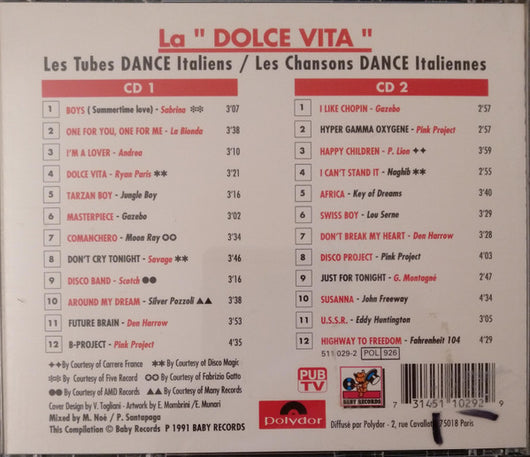 La " DOLCE VITA "
Les Tubes DANCE Italiens / Les Chansons DANCE Italiennes
CD 1
1 BOYS (Summertime love) - Sabrina ✼✼ 3'07
2 ONE FOR YOU, ONE FOR ME - La Bionda 3'38
3 I'M A LOVER - Andrea 3'10
4 DOLCE VITA - Ryan Paris ✱✱ 3'21
5 TARZAN BOY - Jungle Boy 3'16
6 MASTERPIECE - Gazebo 3'02
7 COMANCHERO - Moon Ray ✪✪ 3'34
8 DON'T CRY TONIGHT - Savage ✱✱ 3'46
9 DISCO BAND - Scotch ●● 3'16
10 AROUND MY DREAM - Silver Pozzoli ▲▲ 3'38
11 FUTURE BRAIN - Den Harrow 3'53
12 B-PROJECT - Pink Project 4'35
CD 2
1 I LIKE CHOPIN - Gazebo 2'57
2 HYPER GAMMA OXYGENE - Pink Project 2'57
3 HAPPY CHILDREN - P. Lion ✦✦ 3'59
4 I CAN'T STAND IT - Naghib ✱✱ 2'55
5 AFRICA - Key of Dreams 3'40
6 SWISS BOY - Lou Serne 3'29
7 DON'T BREAK MY HEART - Den Harrow 3'28
8 DISCO PROJECT - Pink Project 4'03
9 JUST FOR TONIGHT - G. Montagné 2'47
10 SUSANNA - John Freeway 4'34
11 U.S.S.R. - Eddy Huntington 3'05
12 HIGHWAY TO FREEDOM - Fahrenheit 104 4'29
✦✦ By Courtesy of Carrere France ✱✱ By Courtesy of Disco Magic
✼✼ By Courtesy of Five Record ✪✪ By Courtesy of Fabrizio Gatto
●● By Courtesy of AMD Records ▲▲ By Courtesy of Many Records
Cover Design by V. Togliani - Artwork by E. Mombrini / E. Munari
Mixed by M. Noé / P. Santapaga
This Compilation © Baby Records P 1991 BABY RECORDS
511 029-2 POL 926
PUB
TV
BABY RECORDS
polydor
7 31451 10292 9
Diffusé par Polydor - 2, rue Cavallotti 75018 Paris